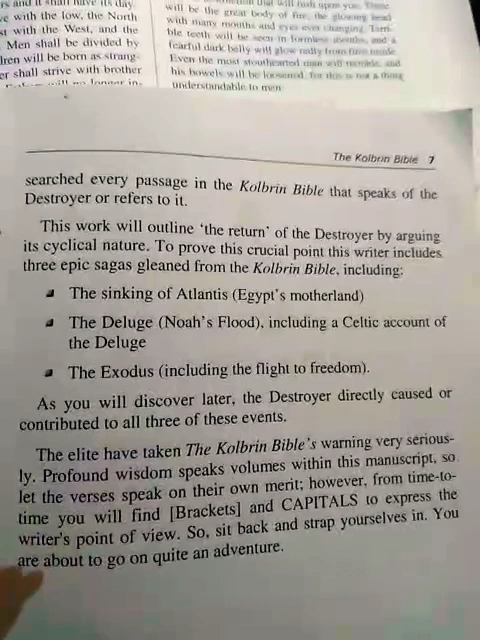 rs and it shall have its day.
ve with the low, the North
st with the West, and the
Men shall be divided by
dren will be born as strang-
er shall strive with brother
will be the great body of fire, the glowing head
with many mouths and eyes ever changing. Terri-
ble teeth will be seen in formless mouths, and a
fearful dark belly will glow redly from fires inside.
Even the most stouthearted man will tremble, and
his bowels will be loosened, for this is not a thing
understandable to men.
The Kolbrin Bible 7
searched every passage in the Kolbrin Bible that speaks of the
Destroyer or refers to it.
This work will outline 'the return' of the Destroyer by arguing
its cyclical nature. To prove this crucial point this writer includes
three epic sagas gleaned from the Kolbrin Bible, including:
The sinking of Atlantis (Egypt's motherland)
The Deluge (Noah's Flood), including a Celtic account of
the Deluge
The Exodus (including the flight to freedom).
As you will discover later, the Destroyer directly caused or
contributed to all three of these events.
The elite have taken The Kolbrin Bible's warning very serious-
ly. Profound wisdom speaks volumes within this manuscript, so
let the verses speak on their own merit; however, from time-to-
time you will find [Brackets] and CAPITALS to express the
writer's point of view. So, sit back and strap yourselves in. You
are about to go on quite an adventure.